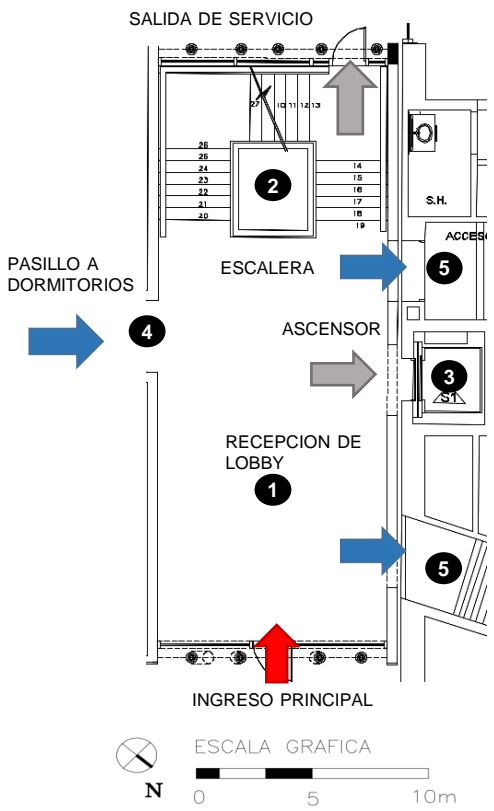 SALIDA DE SERVICIO
27
10 11 12 13
26
25
24
23
22
21
20
14
15
16
17
18
19
2
S.H.
ACCESO
5
PASILLO A
DORMITORIOS
ESCALERA
4
ASCENSOR
3
S1
RECEPCION DE
LOBBY
1
5
INGRESO PRINCIPAL
N
ESCALA GRAFICA
0 5 10m